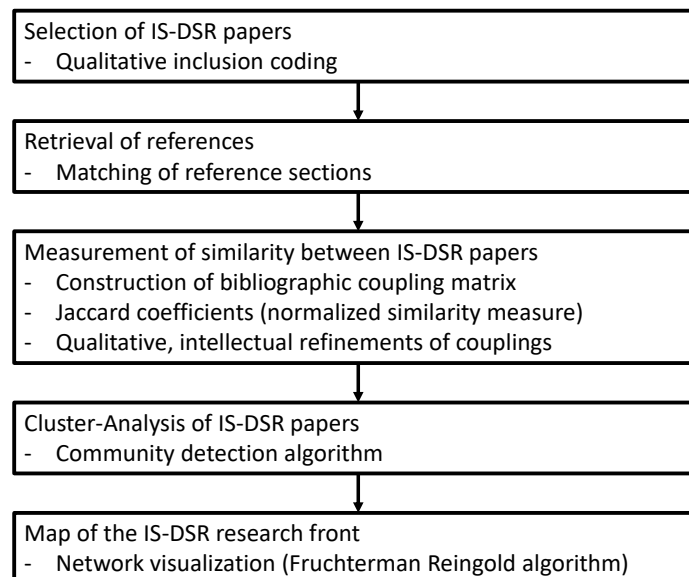 Selection of IS-DSR papers
- Qualitative inclusion coding
Retrieval of references
- Matching of reference sections
Measurement of similarity between IS-DSR papers
- Construction of bibliographic coupling matrix
- Jaccard coefficients (normalized similarity measure)
- Qualitative, intellectual refinements of couplings
Cluster-Analysis of IS-DSR papers
- Community detection algorithm
Map of the IS-DSR research front
- Network visualization (Fruchterman Reingold algorithm)